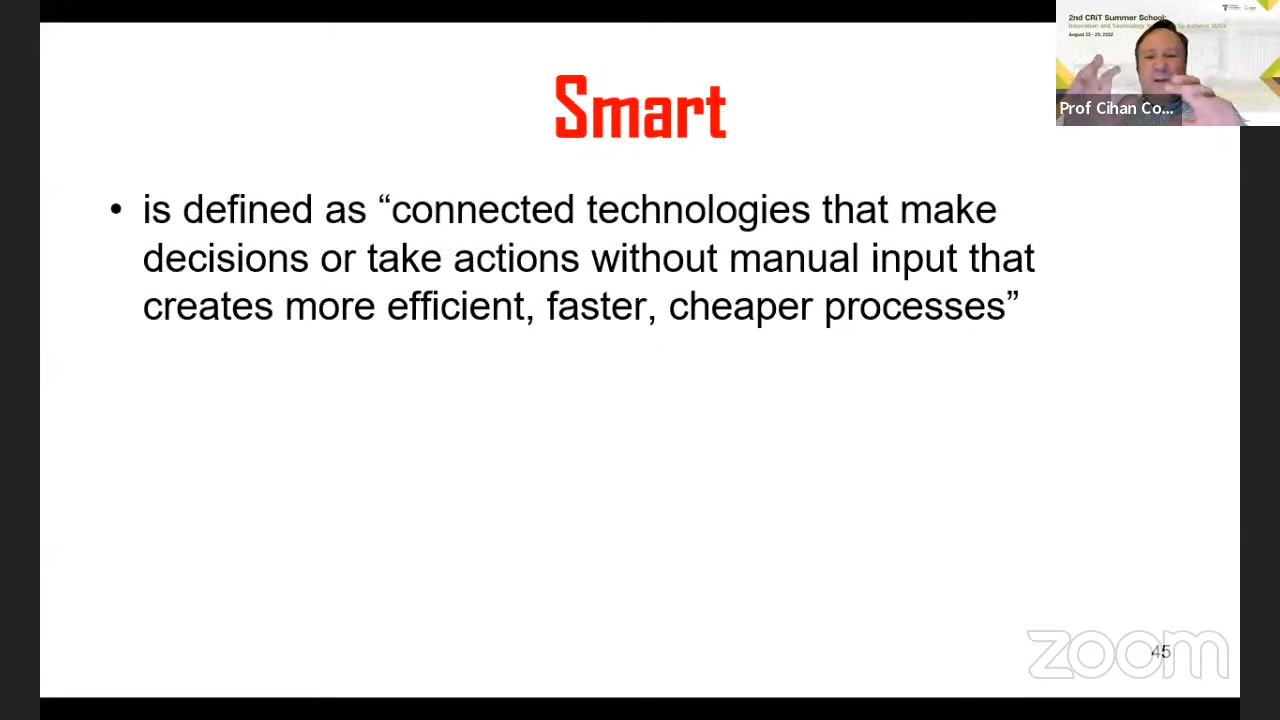 2nd CRiT Summer School:
August 23 - 25, 2022
Prof Cihan Co...
Smart
• is defined as “connected technologies that make
decisions or take actions without manual input that
creates more efficient, faster, cheaper processes”
45
zoom